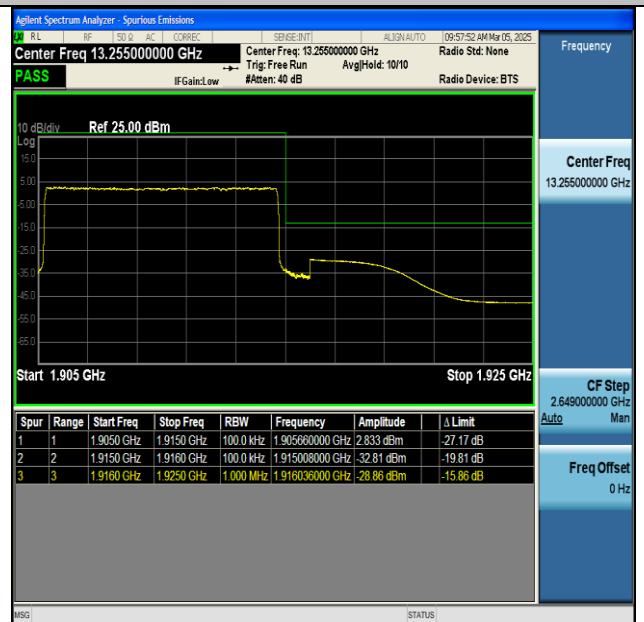 Agilent Spectrum Analyzer - Spurious Emissions
RL RF 50 Ω AC CORREC SENSE:INT ALIGN AUTO 09:57:52 AM Mar 05, 2025
Center Freq 13.255000000 GHz
PASS
IFGain:Low
Center Freq: 13.255000000 GHz
Trig: Free Run Avg|Hold: 10/10
#Atten: 40 dB
Radio Std: None
Radio Device: BTS
10 dB/div Ref 25.00 dBm
Log
15.0
5.00
-5.00
-15.0
-25.0
-35.0
-45.0
-55.0
-65.0
Start 1.905 GHz Stop 1.925 GHz
Spur Range Start Freq Stop Freq RBW Frequency Amplitude Δ Limit
1 1 1.9050 GHz 1.9150 GHz 100.0 kHz 1.905660000 GHz 2.833 dBm -27.17 dB
2 2 1.9150 GHz 1.9160 GHz 100.0 kHz 1.915008000 GHz -32.81 dBm -19.81 dB
3 3 1.9160 GHz 1.9250 GHz 1.000 MHz 1.916036000 GHz -28.86 dBm -15.86 dB
Frequency
Center Freq
13.255000000 GHz
CF Step
2.649000000 GHz
Auto Man
Freq Offset
0 Hz
MSG STATUS